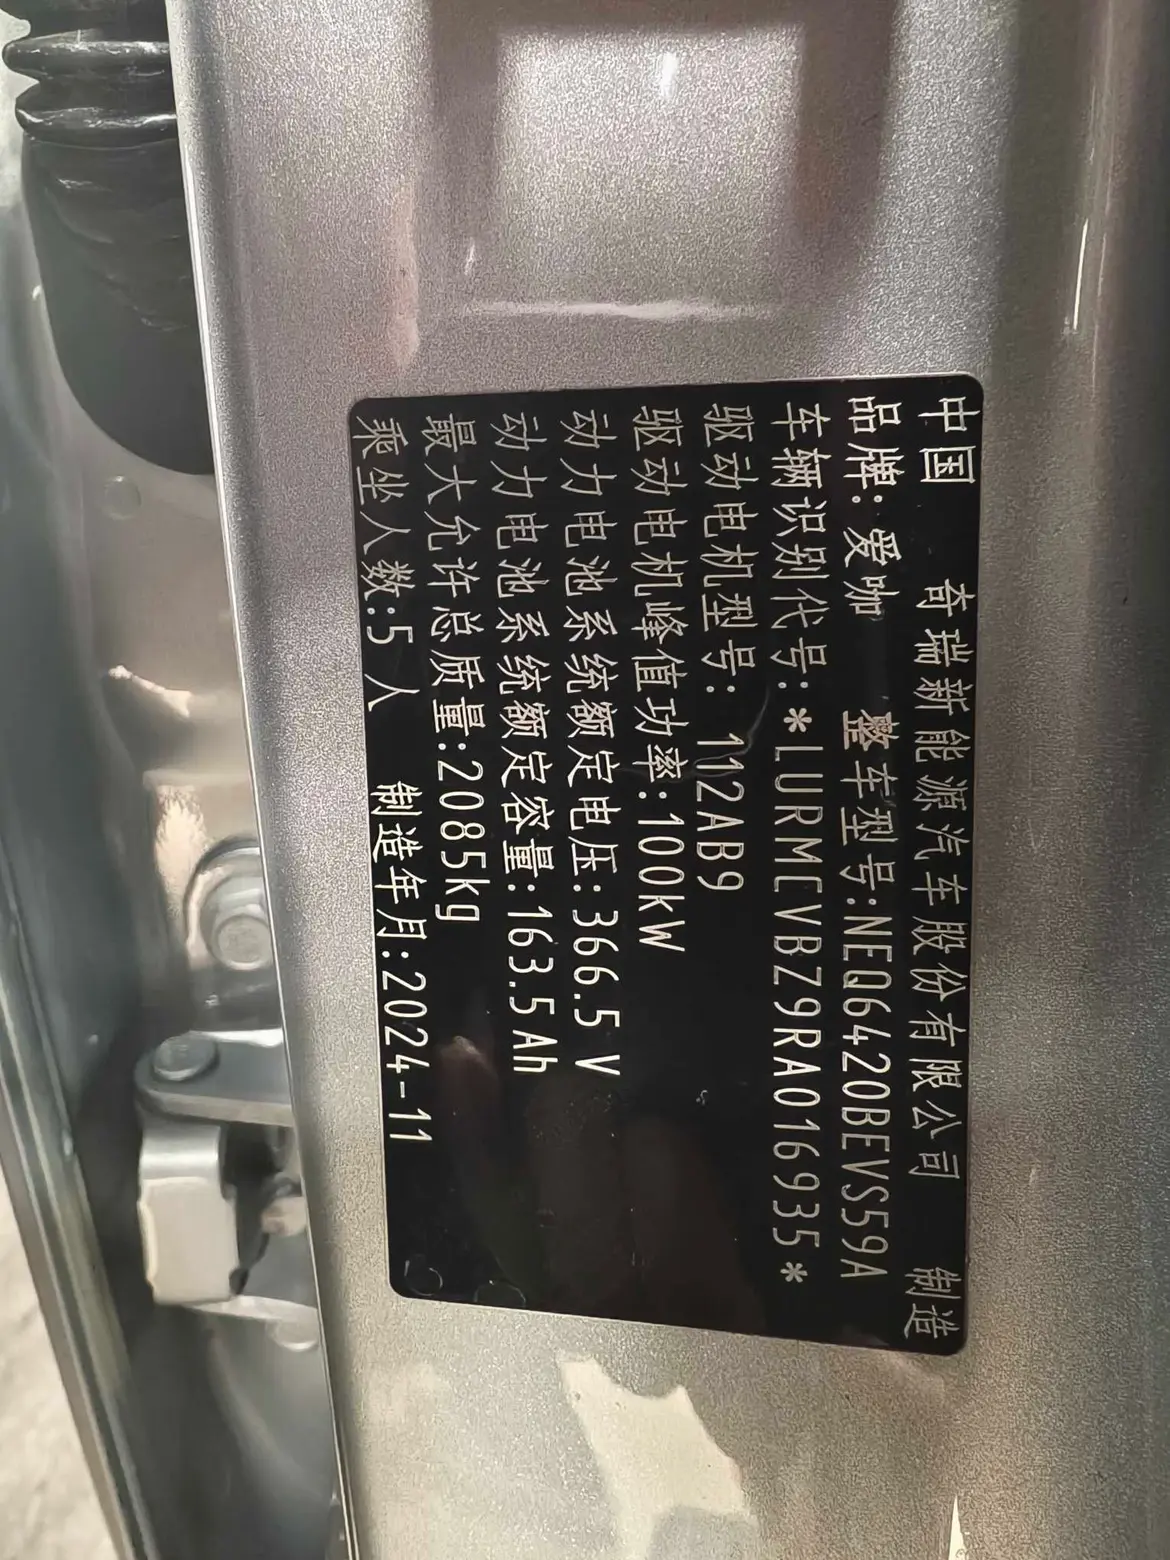 中国 奇瑞新能源汽车股份有限公司 制造
品牌: 爱咖 整车型号:NEQ6420BEVS59A
车辆识别代号: *LURMCVBZ9RA016935*
驱动电机型号: 112AB9
驱动电机峰值功率:100kW
动力电池系统额定电压: 366.5 V
动力电池系统额定容量:163.5Ah
最大允许总质量:2085kg
乘坐人数:5 人 制造年月:2024-11